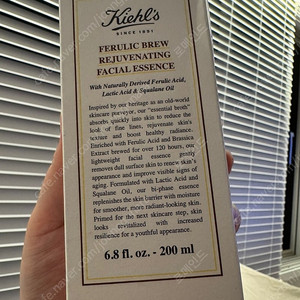 Kiehl's
SINCE 1851
FERULIC BREW
REJUVENATING
FACIAL ESSENCE
With Naturally Derived Ferulic Acid,
Lactic Acid & Squalane Oil
Inspired by our heritage as an old-world
skincare purveyor, our "essential broth"
absorbs quickly into skin to reduce the
look of fine lines, rejuvenate skin's
texture and boost healthy radiance.
Enriched with Ferulic Acid and Brassica
Extract brewed for over 120 hours, our
lightweight facial essence gently
removes dull surface skin to renew skin's
appearance and improve visible signs of
aging. Formulated with Lactic Acid and
Squalane Oil, our bi-phase essence
replenishes the skin barrier with moisture
for smoother, more radiant-looking skin.
Primed for the next skincare step, skin
looks revitalized with increased
resilience for a youthful appearance.
6.8 fl. oz. - 200 ml